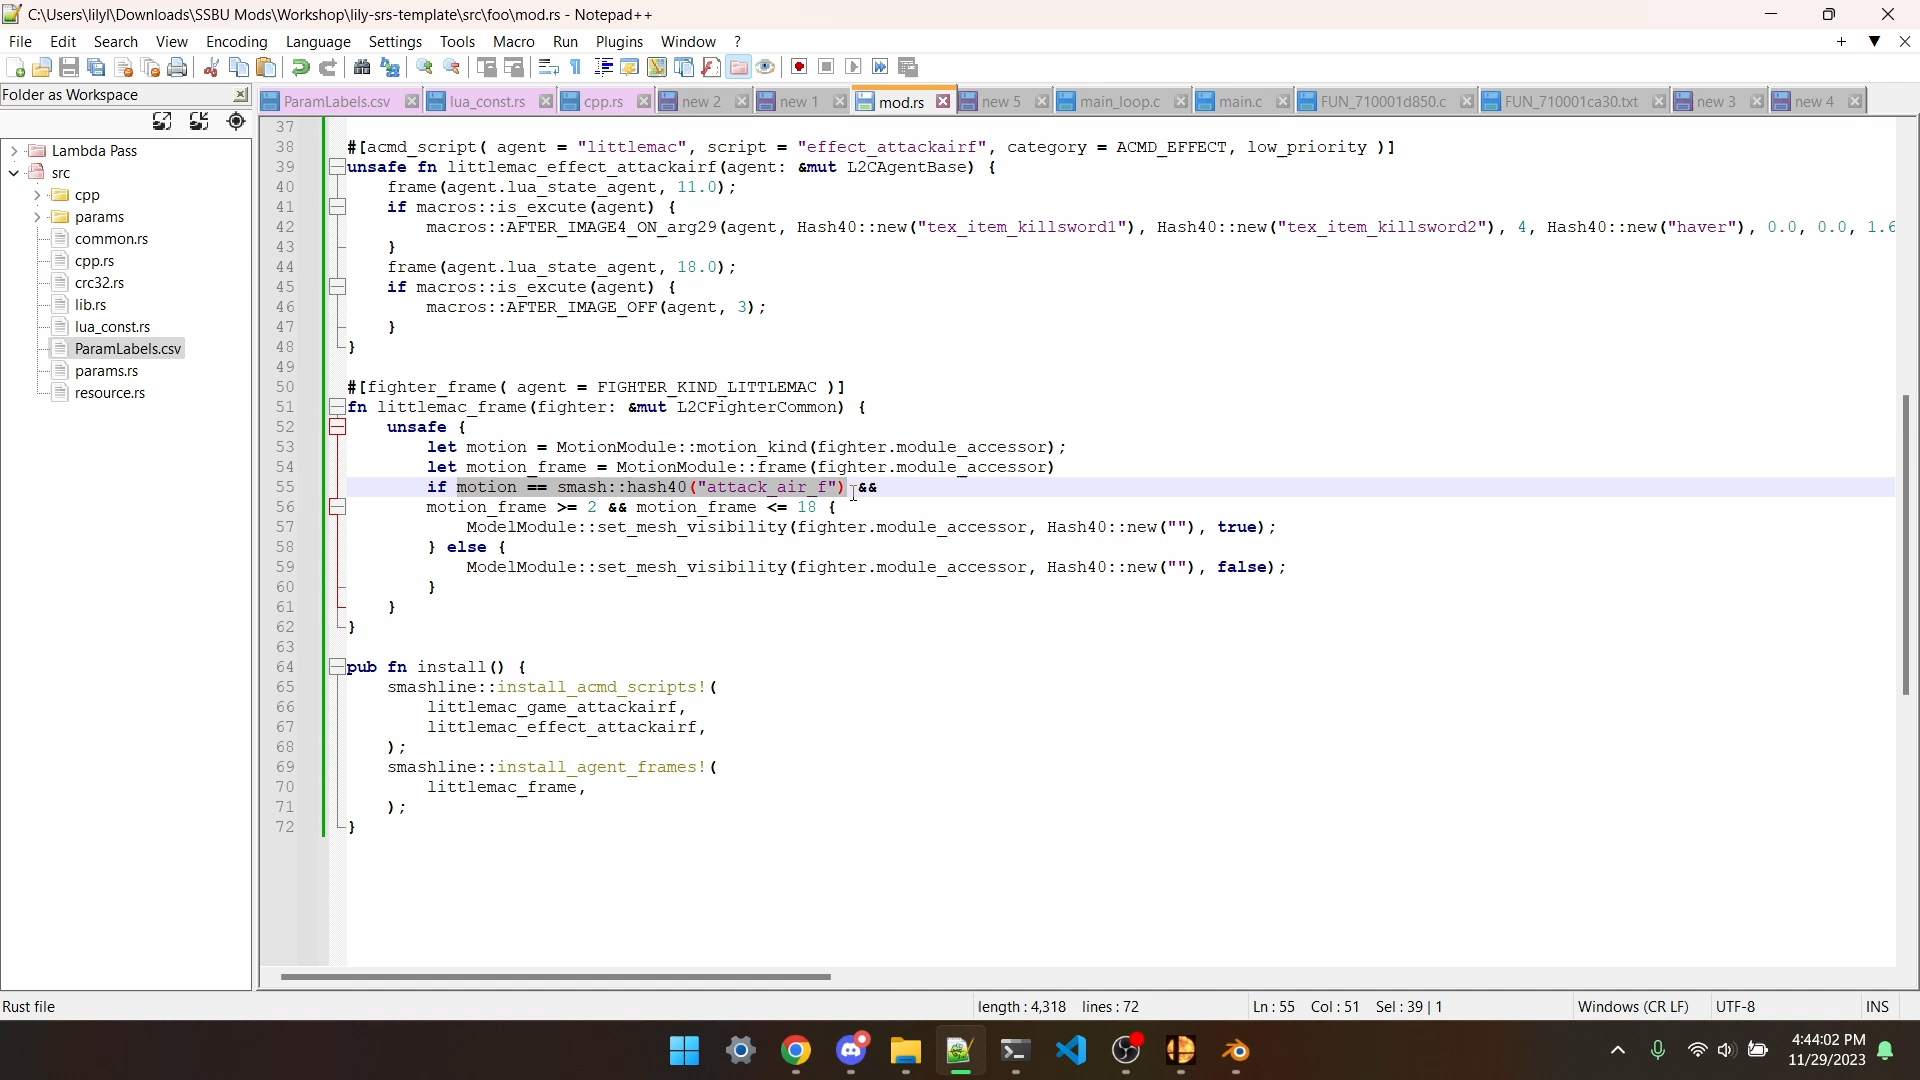 C:\Users\lilyl\Downloads\SSBU Mods\Workshop\lily-srs-template\src\foo\mod.rs - Notepad++
File Edit Search View Encoding Language Settings Tools Macro Run Plugins Window ?
Folder as Workspace
ParamLabels.csv lua_const.rs cpp.rs new 2 new 1 mod.rs new 5 main_loop.c main.c FUN_710001d850.c FUN_710001ca30.txt new 3 new 4
Lambda Pass
src
cpp
params
common.rs
cpp.rs
crc32.rs
lib.rs
lua_const.rs
ParamLabels.csv
params.rs
resource.rs
37
38 #[acmd_script( agent = "littlemac", script = "effect_attackairf", category = ACMD_EFFECT, low_priority )]
39 unsafe fn littlemac_effect_attackairf(agent: &mut L2CAgentBase) {
40 frame(agent.lua_state_agent, 11.0);
41 if macros::is_excute(agent) {
42 macros::AFTER_IMAGE4_ON_arg29(agent, Hash40::new("tex_item_killsword1"), Hash40::new("tex_item_killsword2"), 4, Hash40::new("haver"), 0.0, 0.0, 1.6
43 }
44 frame(agent.lua_state_agent, 18.0);
45 if macros::is_excute(agent) {
46 macros::AFTER_IMAGE_OFF(agent, 3);
47 }
48 }
49
50 #[fighter_frame( agent = FIGHTER_KIND_LITTLEMAC )]
51 fn littlemac_frame(fighter: &mut L2CFighterCommon) {
52 unsafe {
53 let motion = MotionModule::motion_kind(fighter.module_accessor);
54 let motion_frame = MotionModule::frame(fighter.module_accessor)
55 if motion == smash::hash40("attack_air_f") &&
56 motion_frame >= 2 && motion_frame <= 18 {
57 ModelModule::set_mesh_visibility(fighter.module_accessor, Hash40::new(""), true);
58 } else {
59 ModelModule::set_mesh_visibility(fighter.module_accessor, Hash40::new(""), false);
60 }
61 }
62 }
63
64 pub fn install() {
65 smashline::install_acmd_scripts!(
66 littlemac_game_attackairf,
67 littlemac_effect_attackairf,
68 );
69 smashline::install_agent_frames!(
70 littlemac_frame,
71 );
72 }
Rust file length : 4,318 lines : 72 Ln : 55 Col : 51 Sel : 39 | 1 Windows (CR LF) UTF-8 INS
4:44:02 PM
11/29/2023